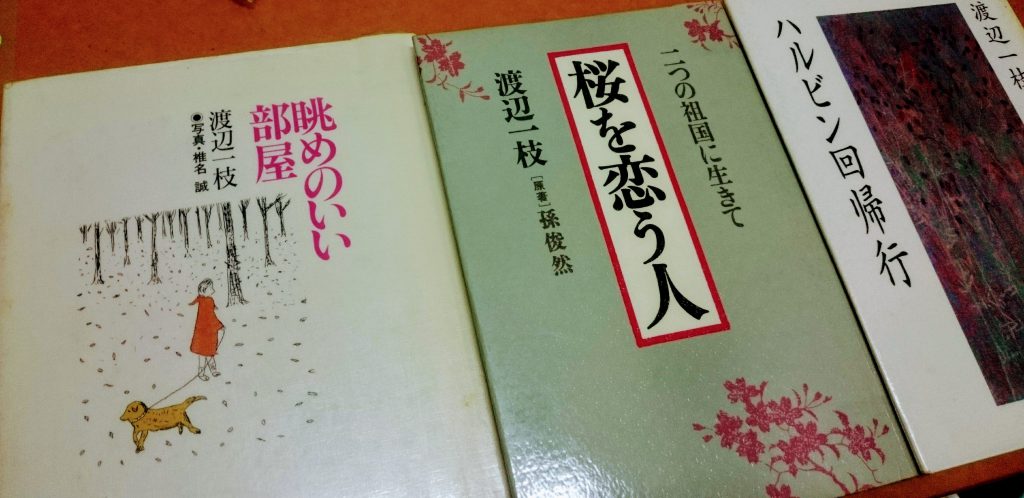 眺めのいい
部屋
渡辺一枝
●写真・椎名 誠
二つの祖国に生きて
桜を恋う人
渡辺一枝
[原著]孫俊然
渡辺一枝
ハルビン回帰行